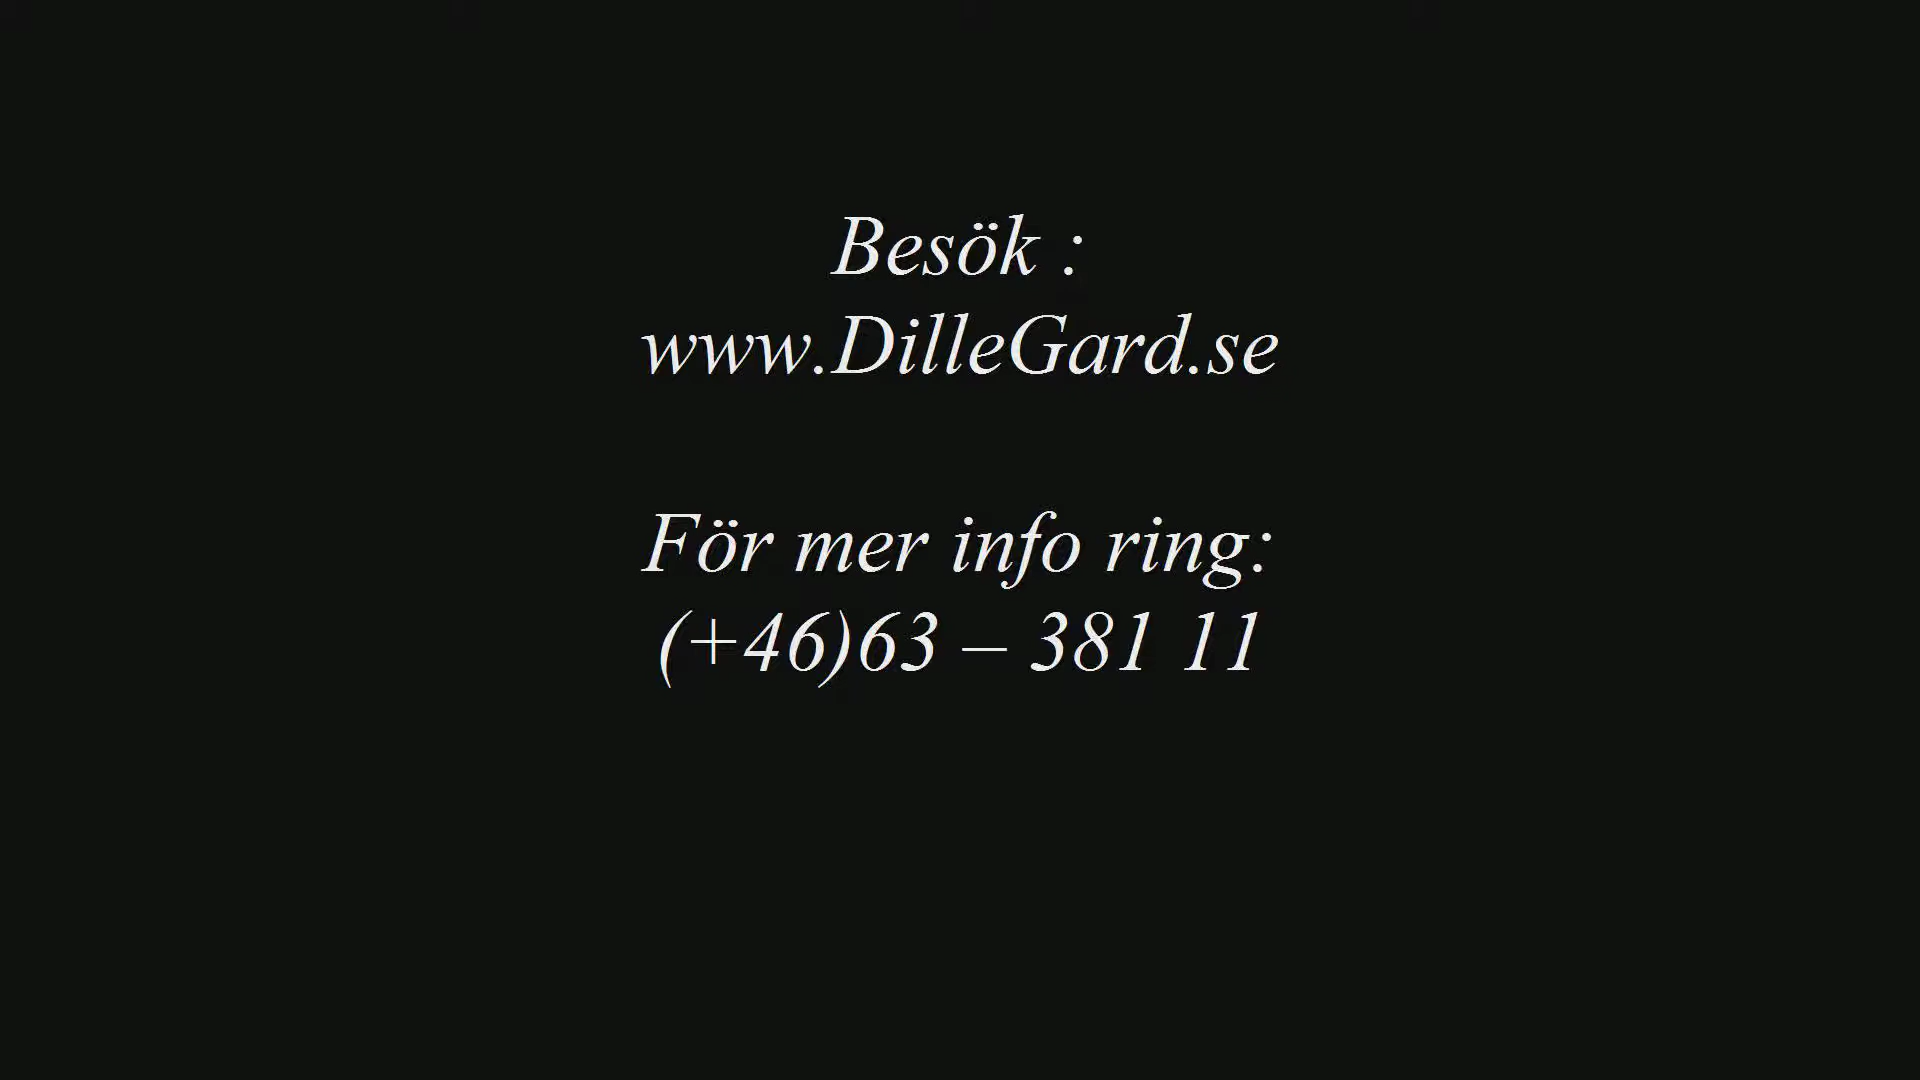 Besök :
www.DilleGard.se
För mer info ring:
(+46)63 – 381 11